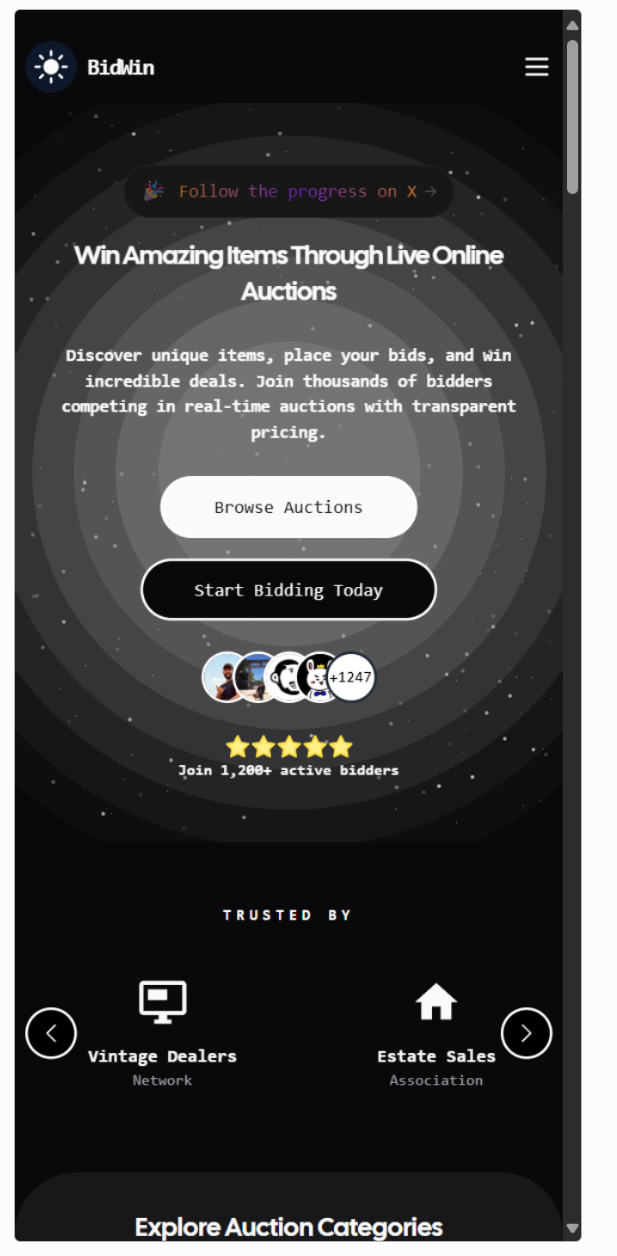 BidWin
🎉 Follow the progress on X →
Win Amazing Items Through Live Online
Auctions
Discover unique items, place your bids, and win
incredible deals. Join thousands of bidders
competing in real-time auctions with transparent
pricing.
Browse Auctions
Start Bidding Today
+1247
Join 1,200+ active bidders
TRUSTED BY
Vintage Dealers
Network
Estate Sales
Association
Explore Auction Categories